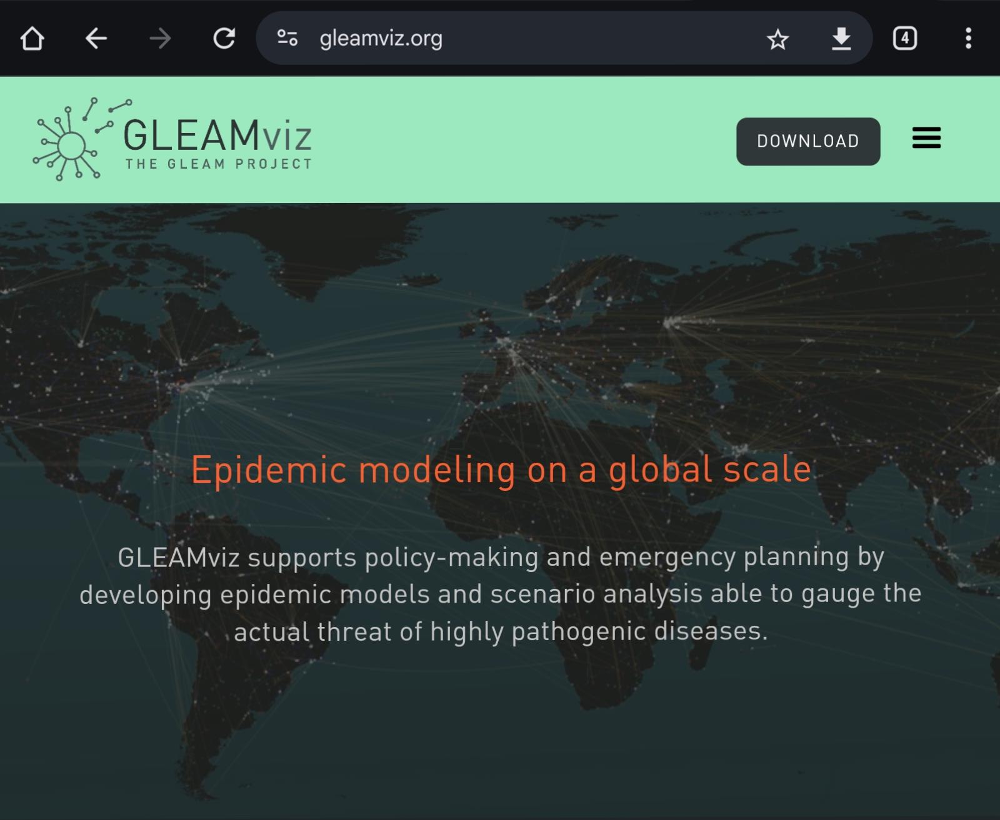 gleamviz.org
4
GLEAMviz
THE GLEAM PROJECT
DOWNLOAD
Epidemic modeling on a global scale
GLEAMviz supports policy-making and emergency planning by
developing epidemic models and scenario analysis able to gauge the
actual threat of highly pathogenic diseases.